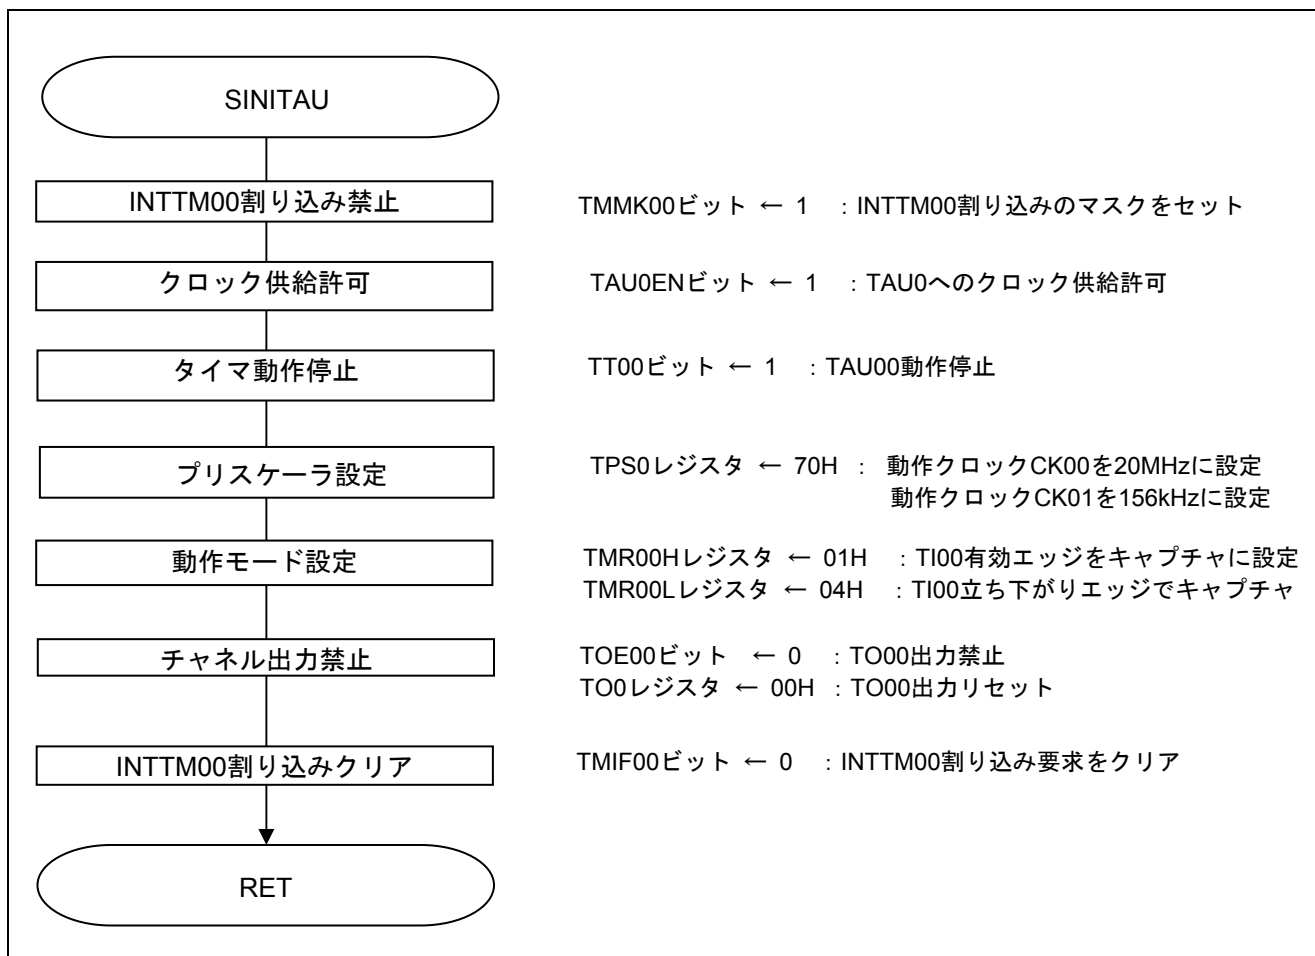 SINITAU
INTTM00割り込み禁止
TMMK00ビット ← 1 : INTTM00割り込みのマスクをセット
クロック供給許可
TAU0ENビット ← 1 : TAU0へのクロック供給許可
タイマ動作停止
TT00ビット ← 1 : TAU00動作停止
プリスケーラ設定
TPS0レジスタ ← 70H : 動作クロックCK00を20MHzに設定
動作クロックCK01を156kHzに設定
動作モード設定
TMR00Hレジスタ ← 01H : TI00有効エッジをキャプチャに設定
TMR00Lレジスタ ← 04H : TI00立ち下がりエッジでキャプチャ
チャネル出力禁止
TOE00ビット ← 0 : TO00出力禁止
TO0レジスタ ← 00H : TO00出力リセット
INTTM00割り込みクリア
TMIF00ビット ← 0 : INTTM00割り込み要求をクリア
RET